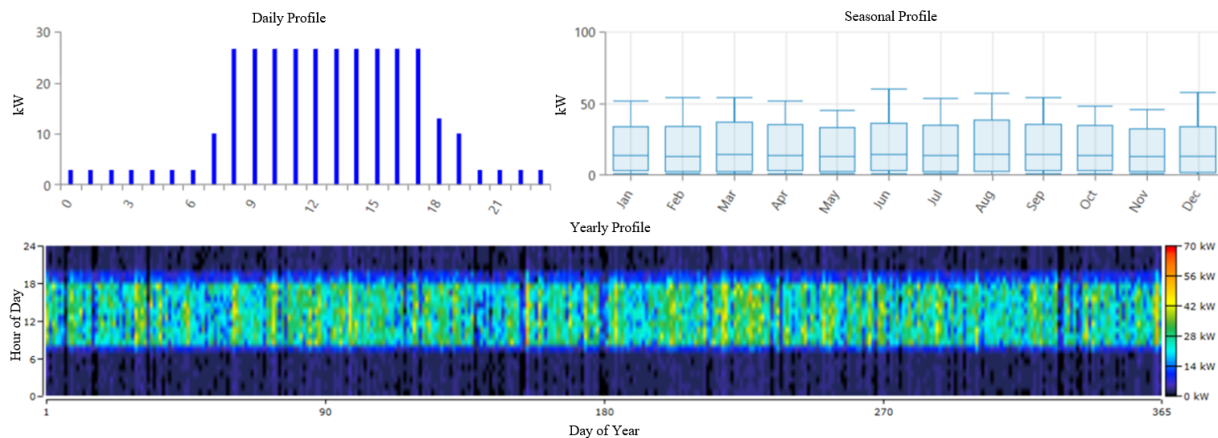 Daily Profile
Seasonal Profile
30
20
10
0
kW
0
3
6
9
12
15
18
21
100
50
0
kW
Jan
Feb
Mar
Apr
May
Jun
Jul
Aug
Sep
Oct
Nov
Dec
Yearly Profile
24
18
12
6
0
Hour of Day
1
90
180
270
365
Day of Year
70 kW
56 kW
42 kW
28 kW
14 kW
0 kW